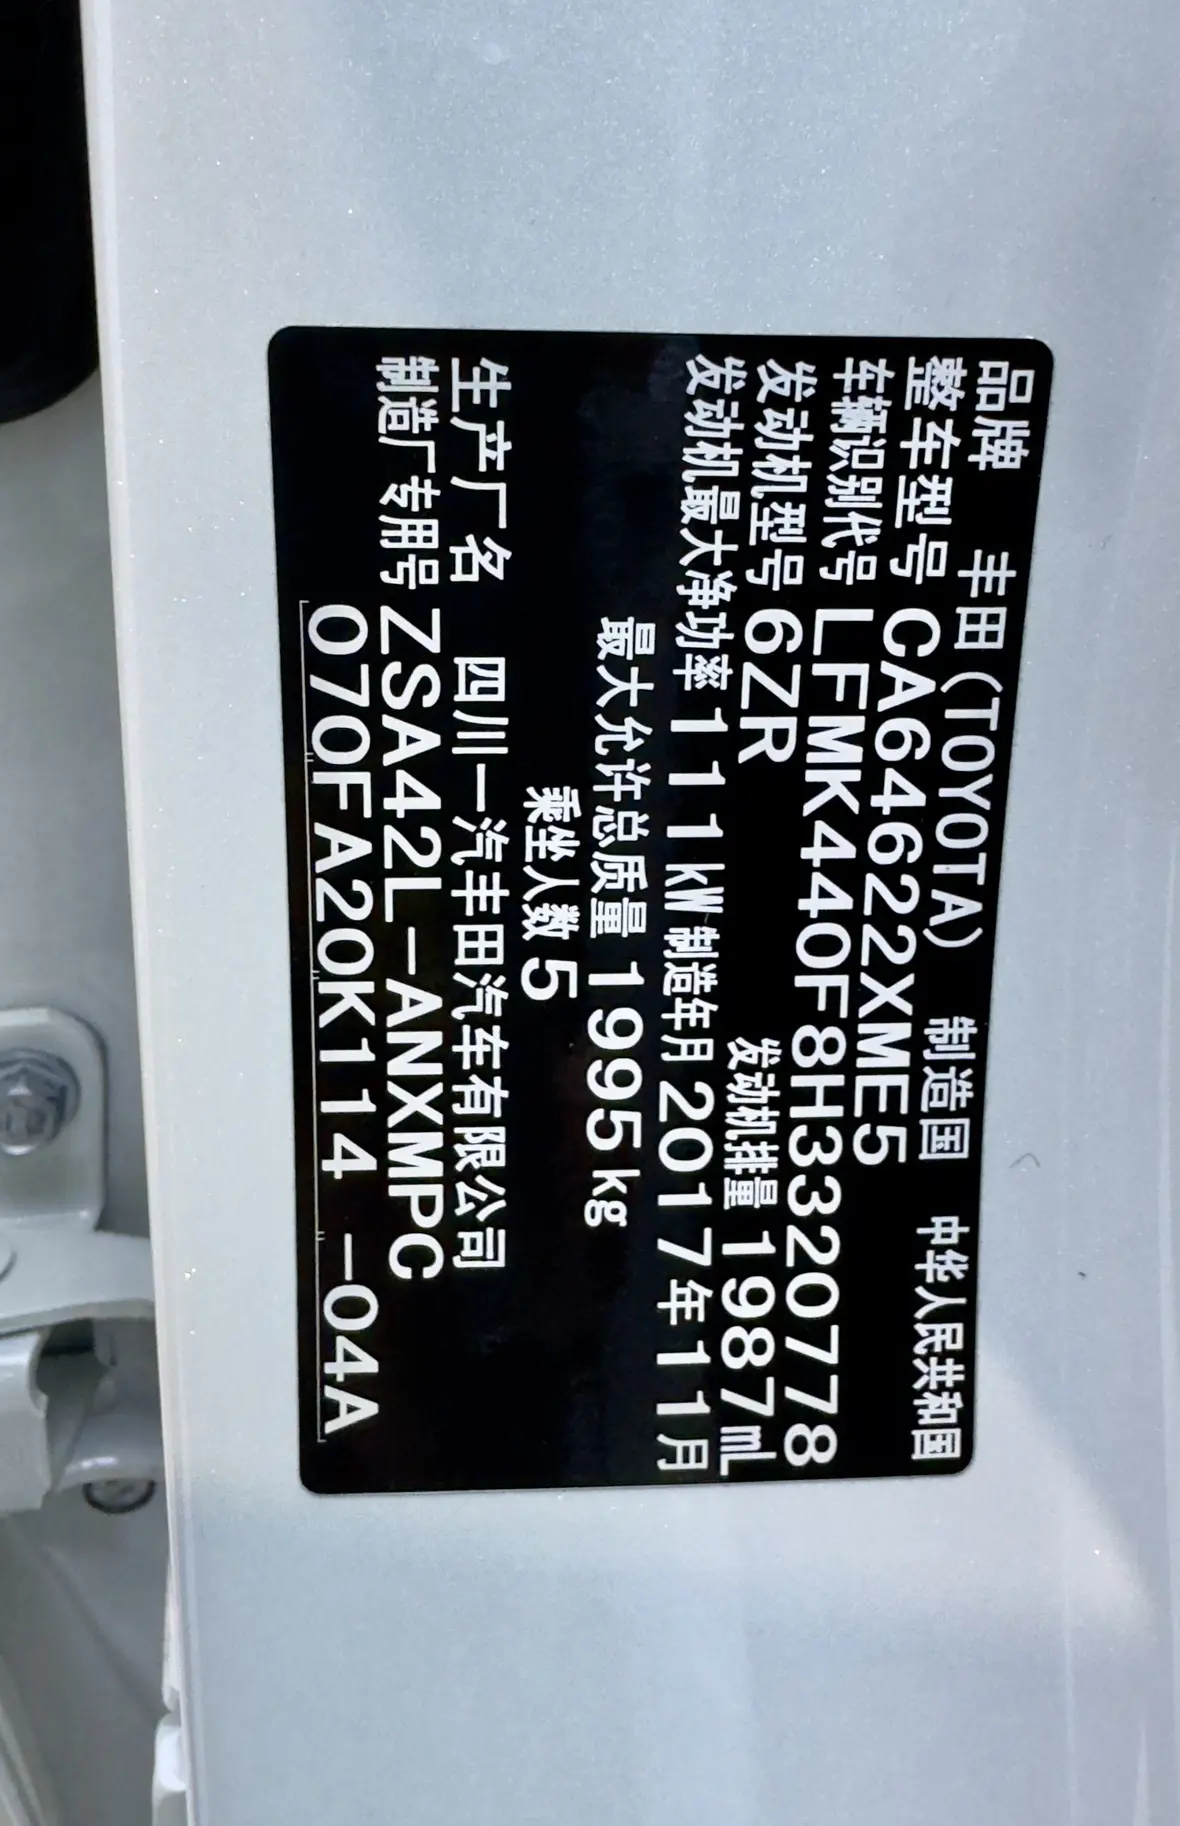 品牌 丰田(TOYOTA) 制造国 中华人民共和国
整车型号 CA64622XME5
车辆识别代号 LFMK440F8H3320778
发动机型号 6ZR 发动机排量 1987mL
发动机最大净功率 111kW 制造年月 2017年11月
最大允许总质量 1995kg
乘坐人数 5
生产厂名 四川一汽丰田汽车有限公司
制造厂专用号 ZSA42L-ANXMPC
070FA20K114 -04A